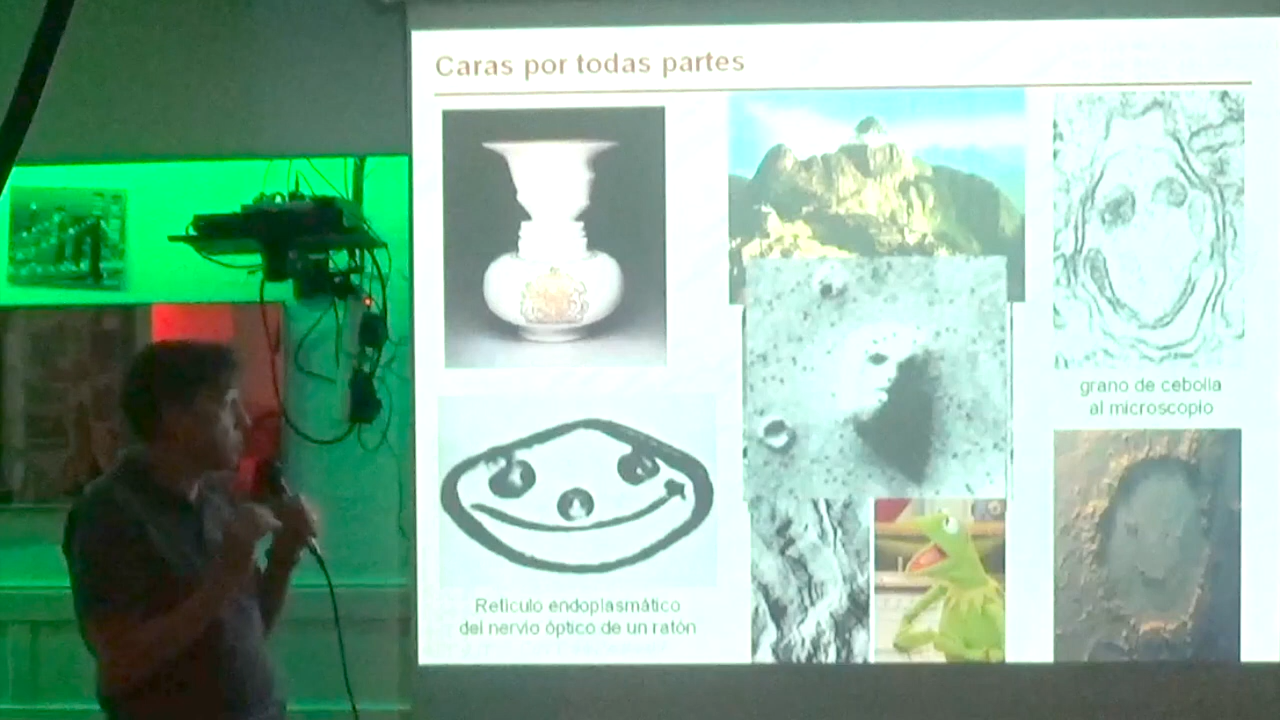 Caras por todas partes
grano de cebolla
al microscopio
Retículo endoplasmático
del nervio óptico de un ratón